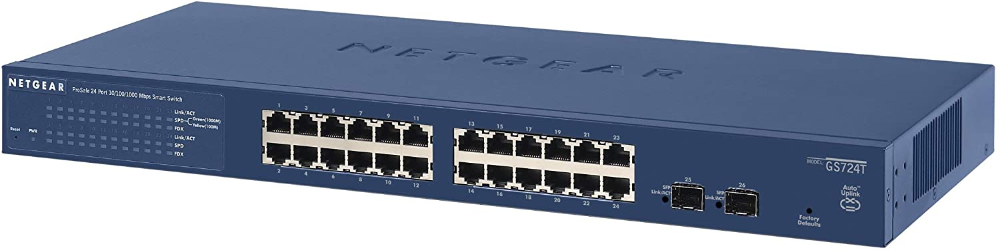 NETGEAR
NETGEAR
ProSafe 24 Port 10/100/1000 Mbps Smart Switch
Link/ACT
SPD
Green(1000M)
Yellow(100M)
FDX
Link/ACT
SPD
FDX
Reset
PWR
1 3 5 7 9 11
2 4 6 8 10 12
13 15 17 19 21 23
14 16 18 20 22 24
25
SFP
Link/ACT
26
SFP
Link/ACT
MODEL GS724T
Auto™
Uplink
Factory
Defaults